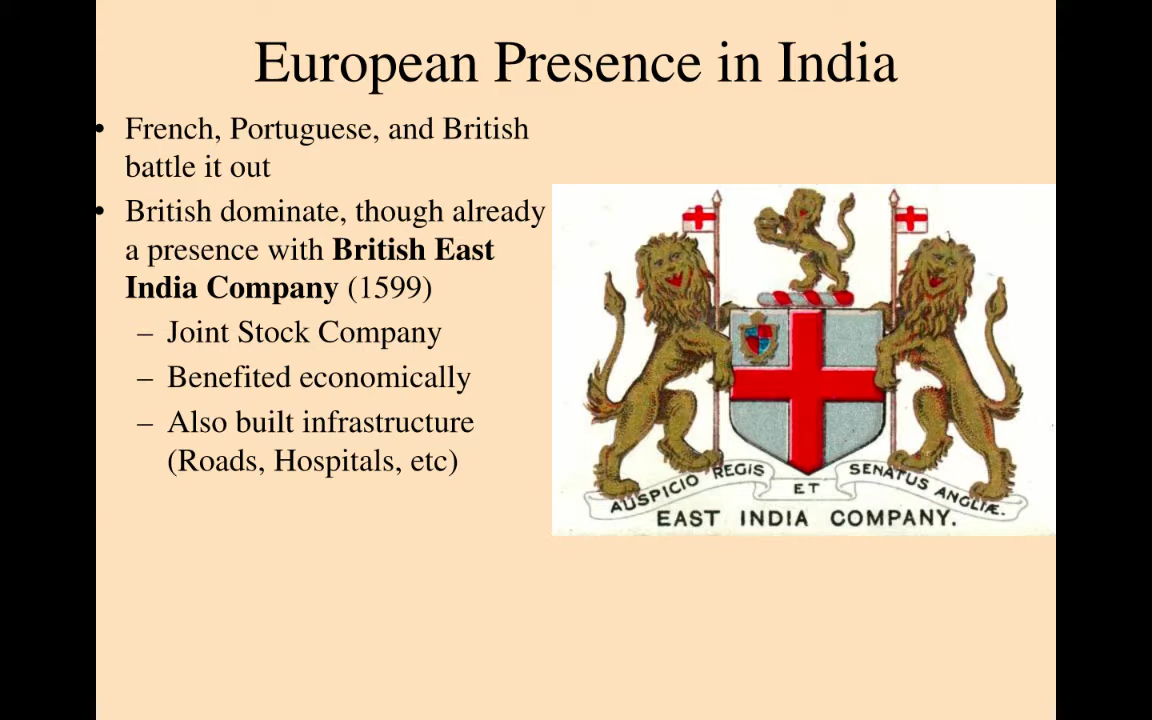 European Presence in India
• French, Portuguese, and British
battle it out
• British dominate, though already
a presence with British East
India Company (1599)
– Joint Stock Company
– Benefited economically
– Also built infrastructure
(Roads, Hospitals, etc)
AUSPICIO REGIS ET SENATUS ANGLIÆ.
EAST INDIA COMPANY.